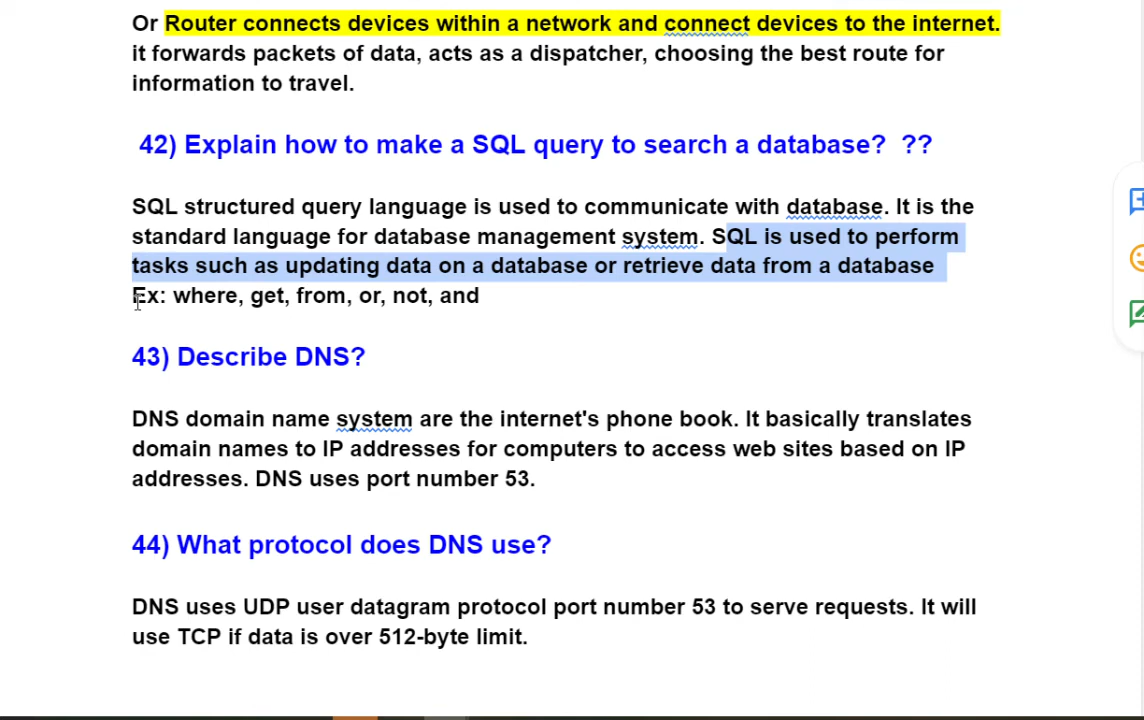 Or Router connects devices within a network and connect devices to the internet.
it forwards packets of data, acts as a dispatcher, choosing the best route for
information to travel.
42) Explain how to make a SQL query to search a database?  ??
SQL structured query language is used to communicate with database. It is the
standard language for database management system. SQL is used to perform
tasks such as updating data on a database or retrieve data from a database
Ex: where, get, from, or, not, and
43) Describe DNS?
DNS domain name system are the internet's phone book. It basically translates
domain names to IP addresses for computers to access web sites based on IP
addresses. DNS uses port number 53.
44) What protocol does DNS use?
DNS uses UDP user datagram protocol port number 53 to serve requests. It will
use TCP if data is over 512-byte limit.